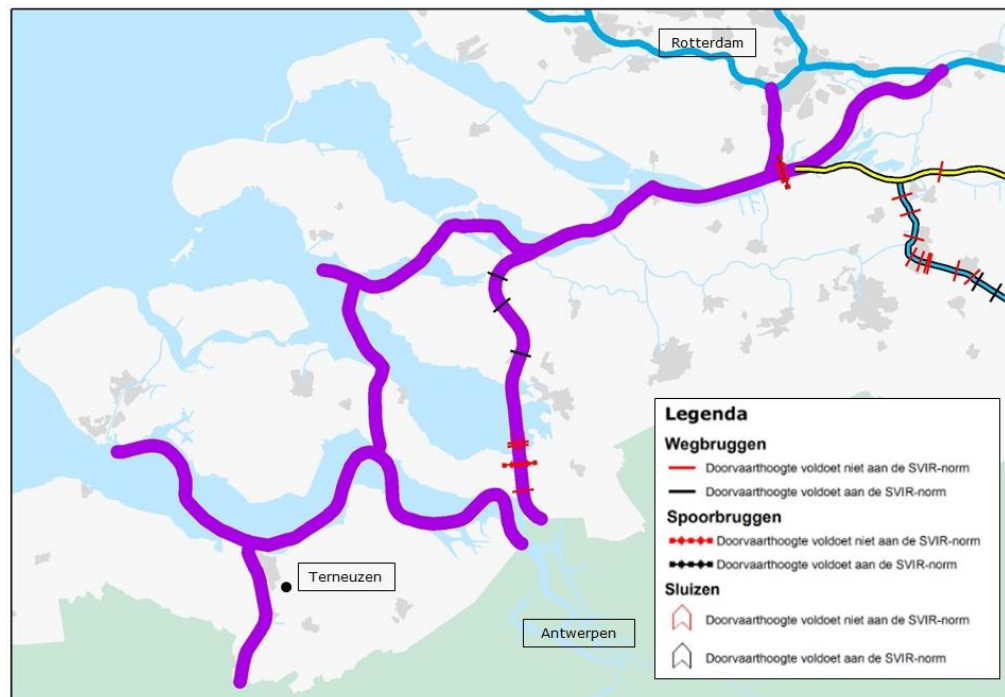 Rotterdam
Terneuzen
Antwerpen
Legenda
Wegbruggen
Doorvaarthoogte voldoet niet aan de SVIR-norm
Doorvaarthoogte voldoet aan de SVIR-norm
Spoorbruggen
Doorvaarthoogte voldoet niet aan de SVIR-norm
Doorvaarthoogte voldoet aan de SVIR-norm
Sluizen
Doorvaarthoogte voldoet niet aan de SVIR-norm
Doorvaarthoogte voldoet aan de SVIR-norm